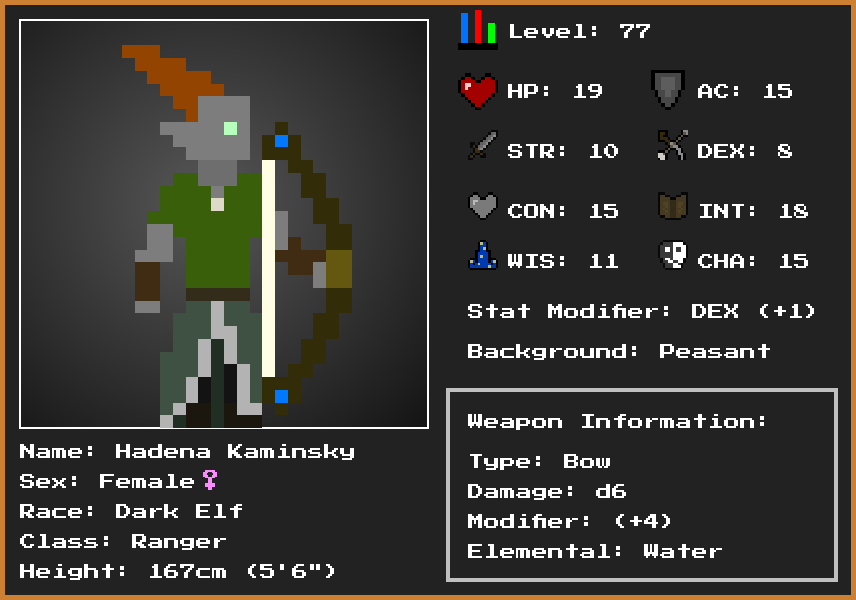 Level: 77
HP: 19
AC: 15
STR: 10
DEX: 8
CON: 15
INT: 18
WIS: 11
CHA: 15
Stat Modifier: DEX (+1)
Background: Peasant
Weapon Information:
Type: Bow
Damage: d6
Modifier: (+4)
Elemental: Water
Name: Hadena Kaminsky
Sex: Female♀
Race: Dark Elf
Class: Ranger
Height: 167cm (5'6")